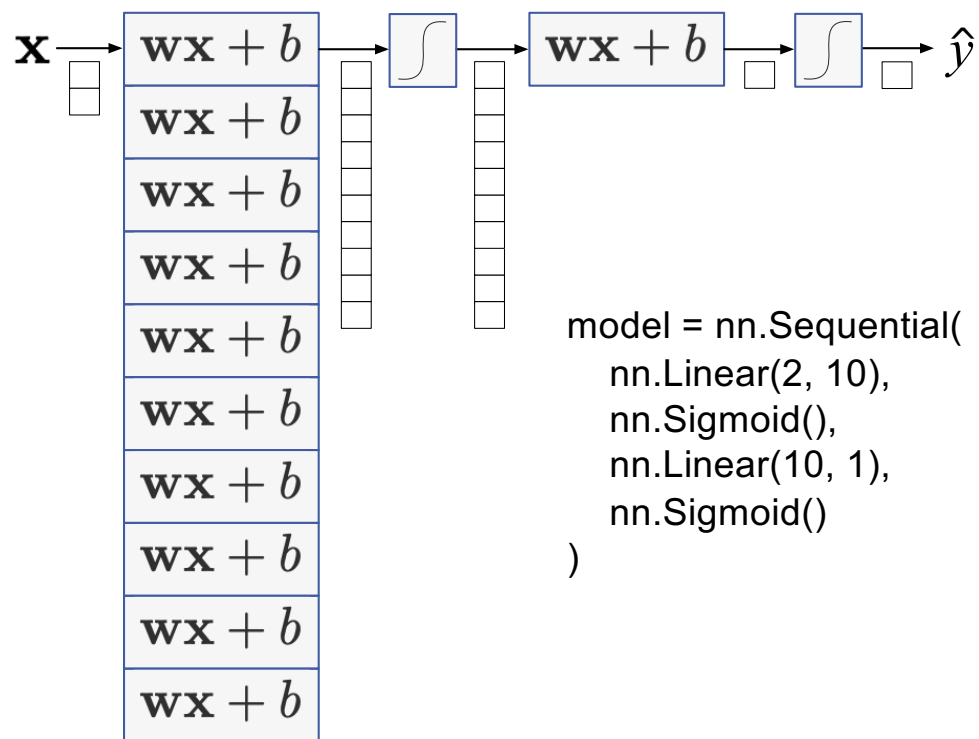 x wx + b wx + b ŷ
wx + b
wx + b
wx + b
wx + b
wx + b
wx + b
wx + b
wx + b
wx + b
model = nn.Sequential(
nn.Linear(2, 10),
nn.Sigmoid(),
nn.Linear(10, 1),
nn.Sigmoid()
)